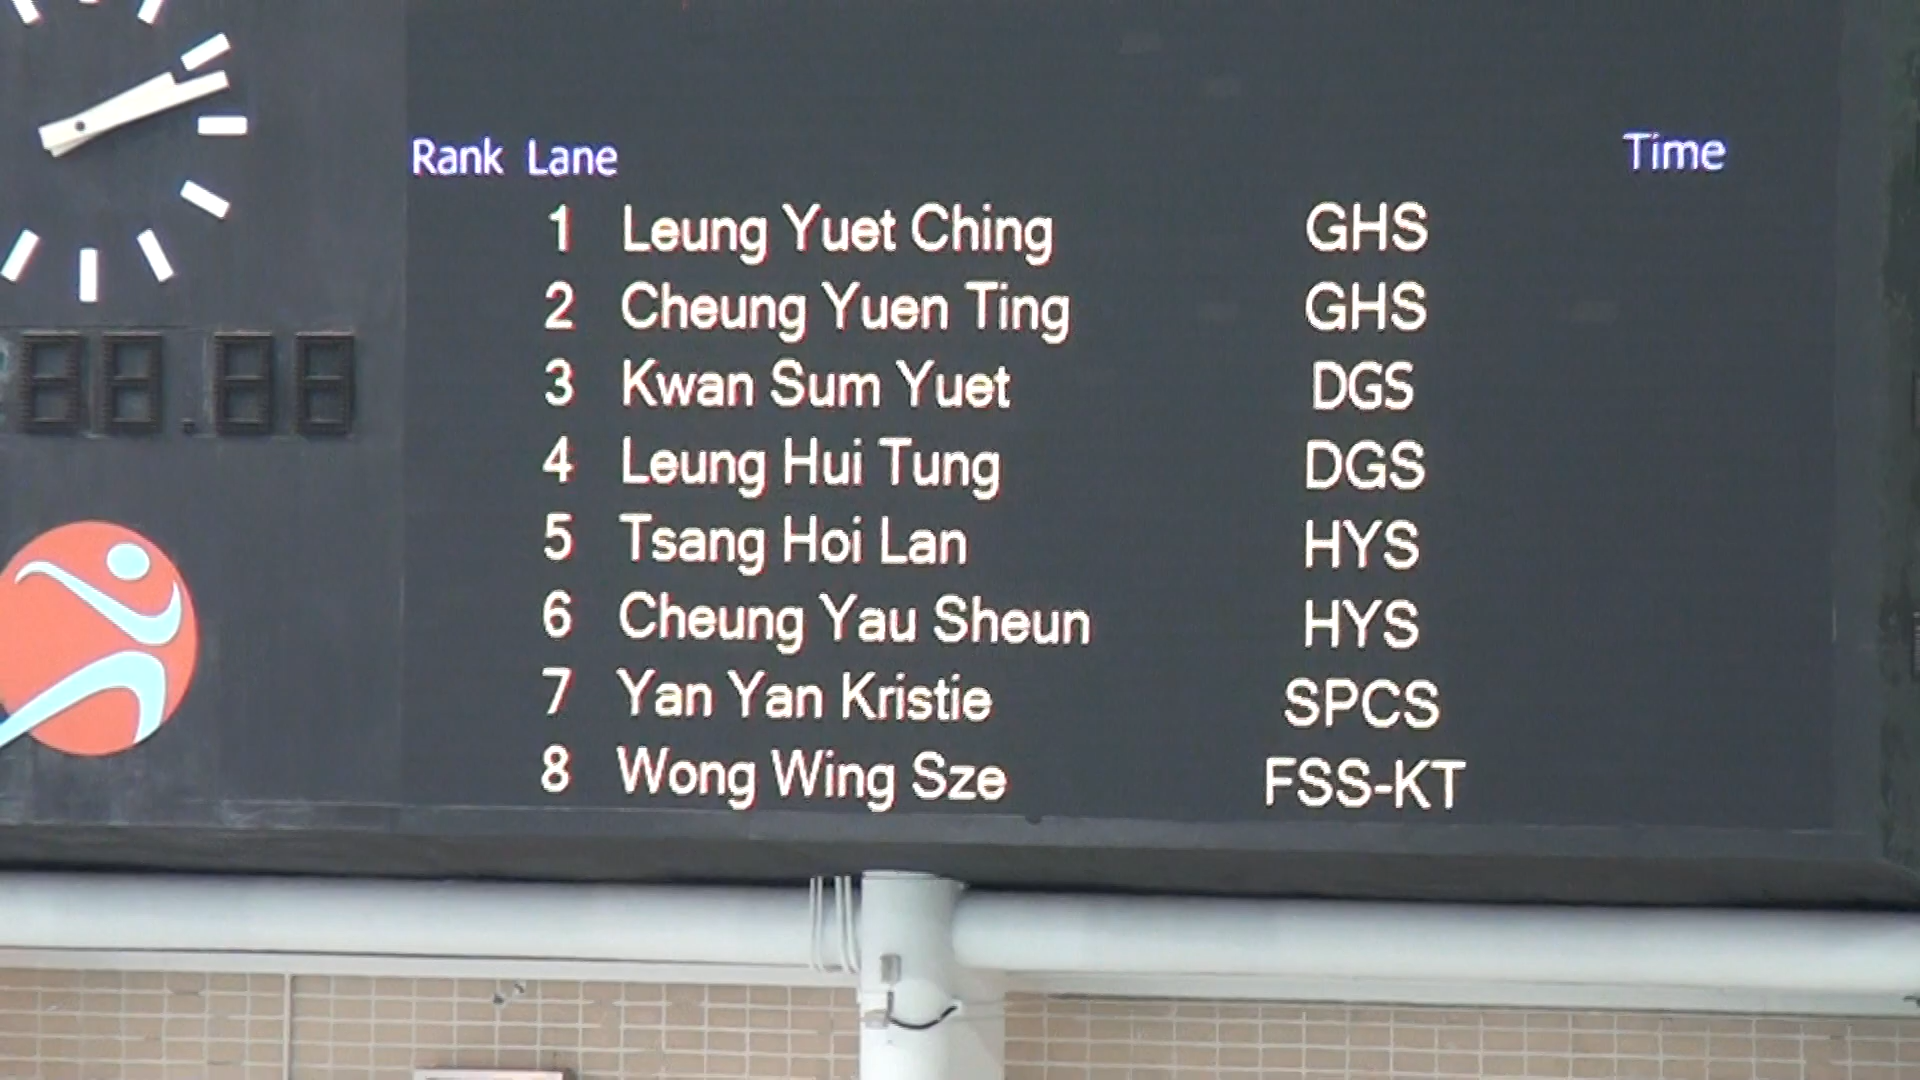 Rank Lane Time
1 Leung Yuet Ching GHS
2 Cheung Yuen Ting GHS
3 Kwan Sum Yuet DGS
4 Leung Hui Tung DGS
5 Tsang Hoi Lan HYS
6 Cheung Yau Sheun HYS
7 Yan Yan Kristie SPCS
8 Wong Wing Sze FSS-KT